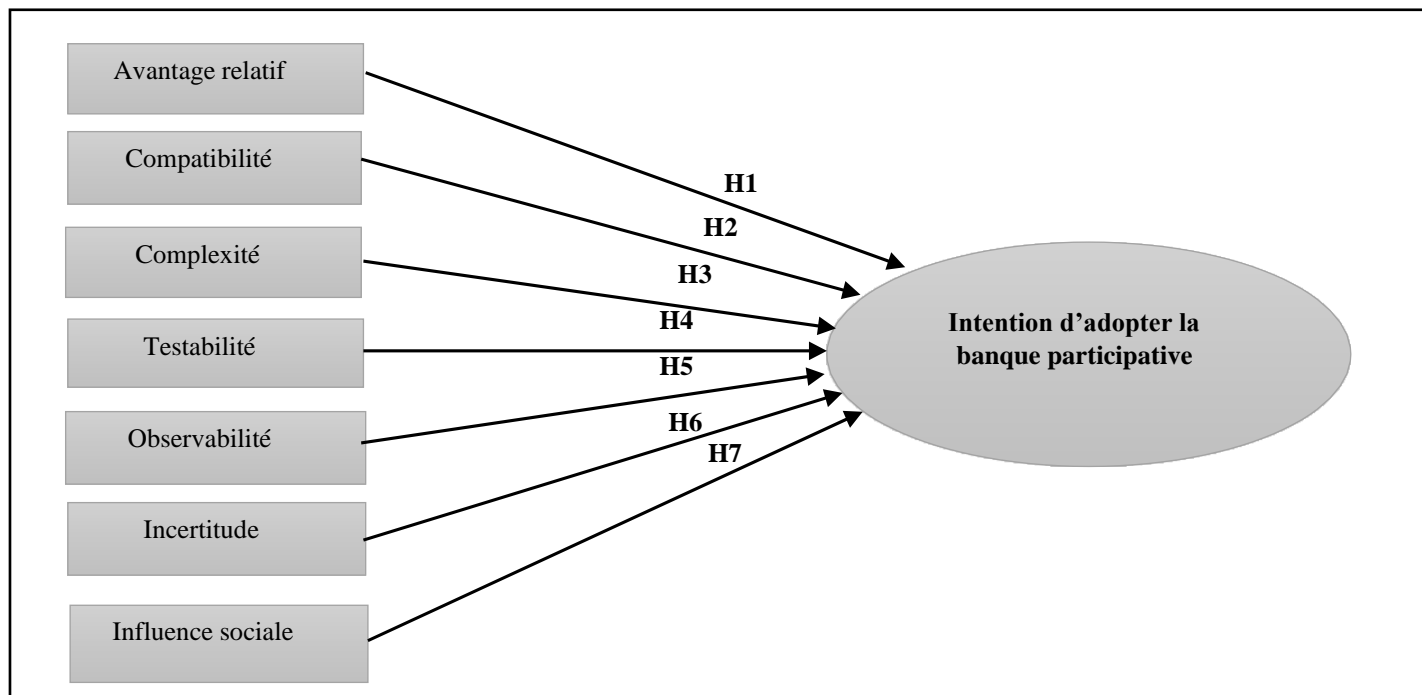 Avantage relatif
Compatibilité
Complexité
Testabilité
Observabilité
Incertitude
Influence sociale
H1
H2
H3
H4
H5
H6
H7
Intention d’adopter la
banque participative